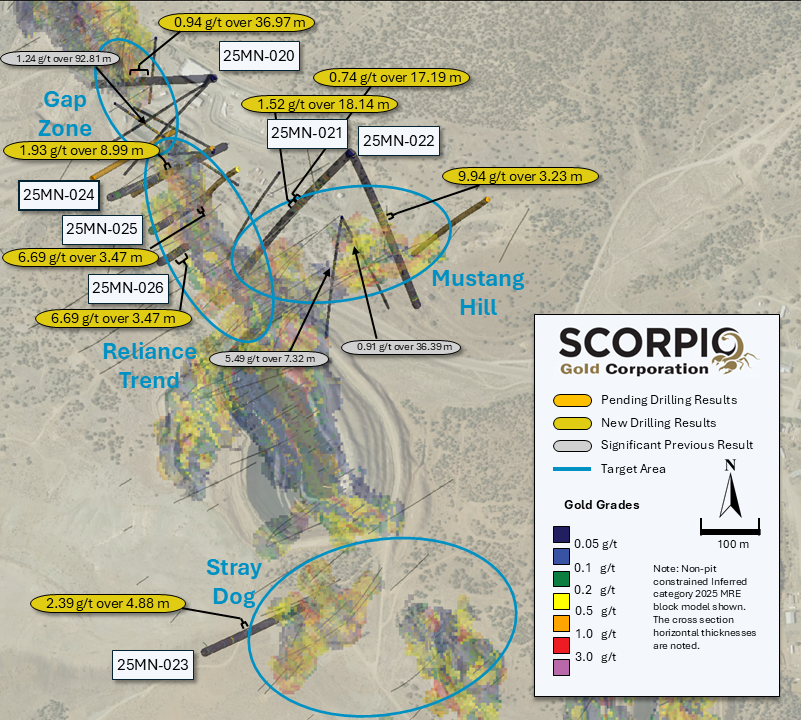 0.94 g/t over 36.97 m
25MN-020
1.24 g/t over 92.81 m
0.74 g/t over 17.19 m
Gap
Zone
1.52 g/t over 18.14 m
25MN-021
25MN-022
1.93 g/t over 8.99 m
9.94 g/t over 3.23 m
25MN-024
25MN-025
6.69 g/t over 3.47 m
Mustang
Hill
25MN-026
6.69 g/t over 3.47 m
Reliance
Trend
5.49 g/t over 7.32 m
0.91 g/t over 36.39 m
SCORPIO
Gold Corporation
Pending Drilling Results
New Drilling Results
Significant Previous Result
Target Area
N
100 m
Gold Grades
0.05 g/t
0.1 g/t
0.2 g/t
0.5 g/t
1.0 g/t
3.0 g/t
Note: Non-pit
constrained Inferred
category 2025 MRE
block model shown.
The cross section
horizontal thicknesses
are noted.
Stray
Dog
2.39 g/t over 4.88 m
25MN-023